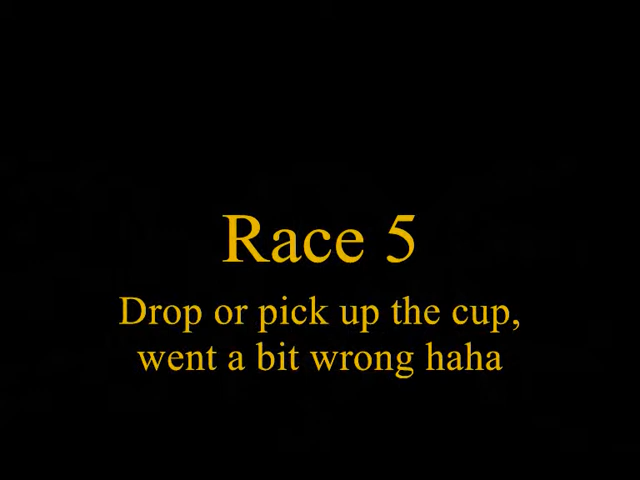 Race 5
Drop or pick up the cup,
went a bit wrong haha